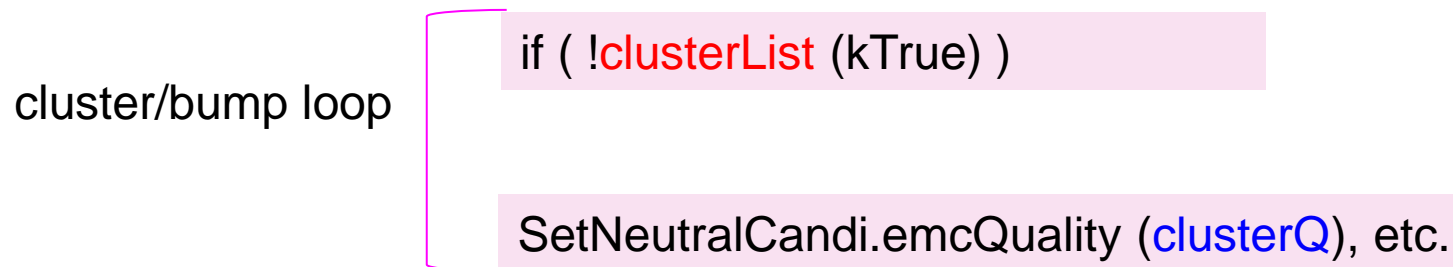 if ( !clusterList (kTrue) )
cluster/bump loop
SetNeutralCandi.emcQuality (clusterQ), etc.